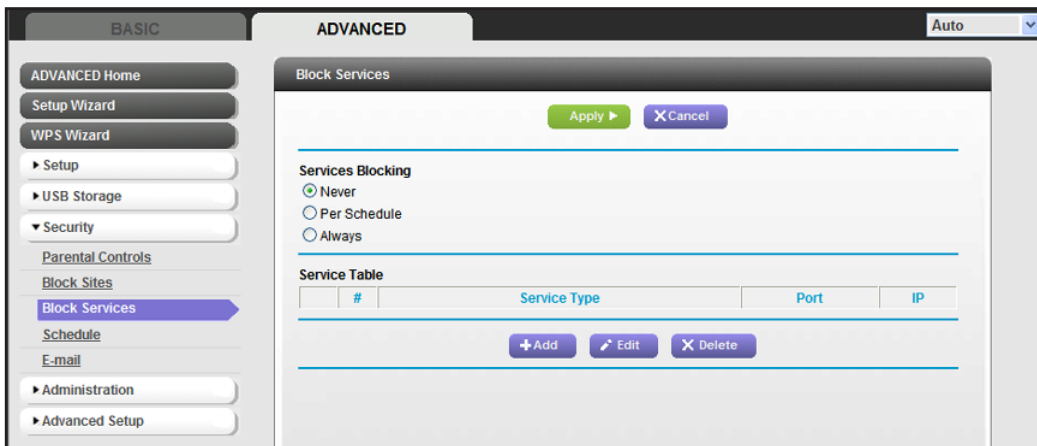 BASIC
ADVANCED
Auto
ADVANCED Home
Setup Wizard
WPS Wizard
Setup
USB Storage
Security
Parental Controls
Block Sites
Block Services
Schedule
E-mail
Administration
Advanced Setup
Block Services
Apply
Cancel
Services Blocking
Never
Per Schedule
Always
Service Table
# Service Type Port IP
Add Edit Delete